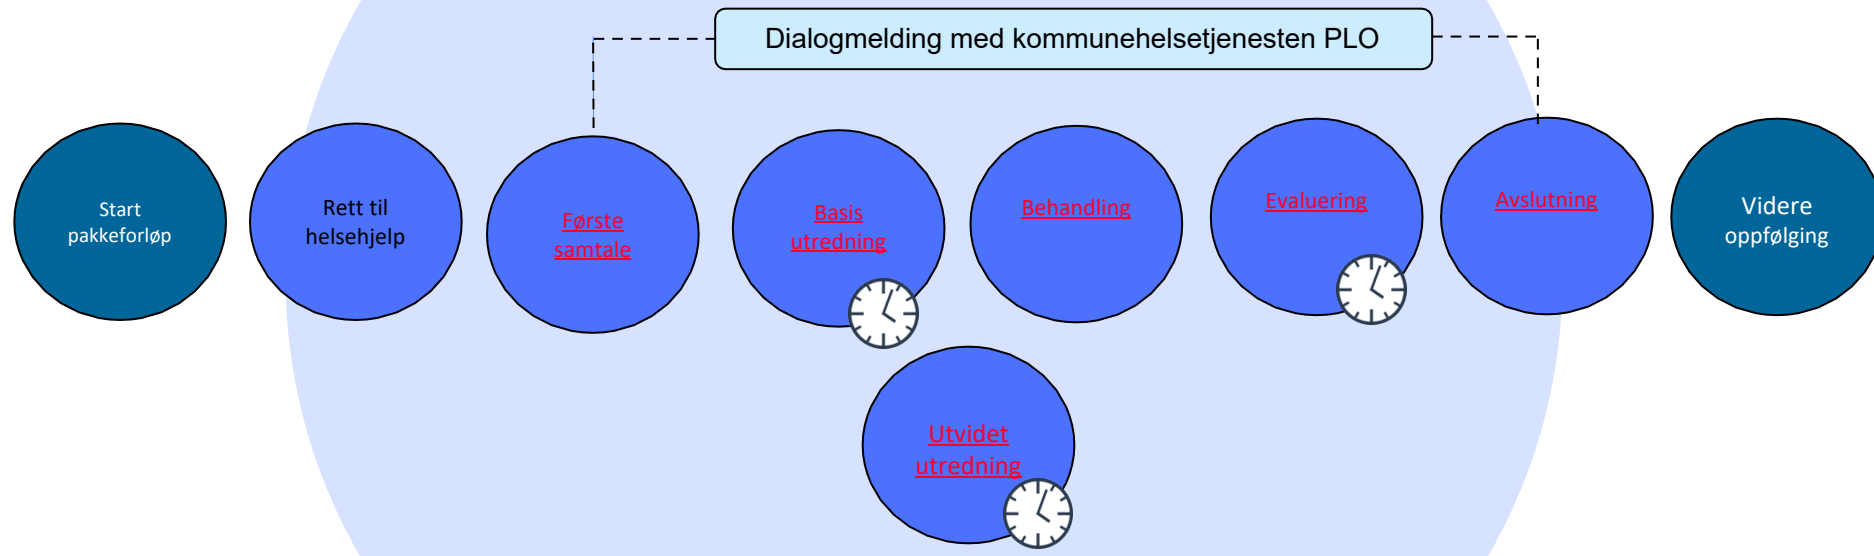 Dialogmelding med kommunehelsetjenesten PLO
Start
pakkeforløp
Rett til
helsehjelp
Første
samtale
Basis
utredning
Behandling
Evaluering
Avslutning
Videre
oppfølging
Utvidet
utredning